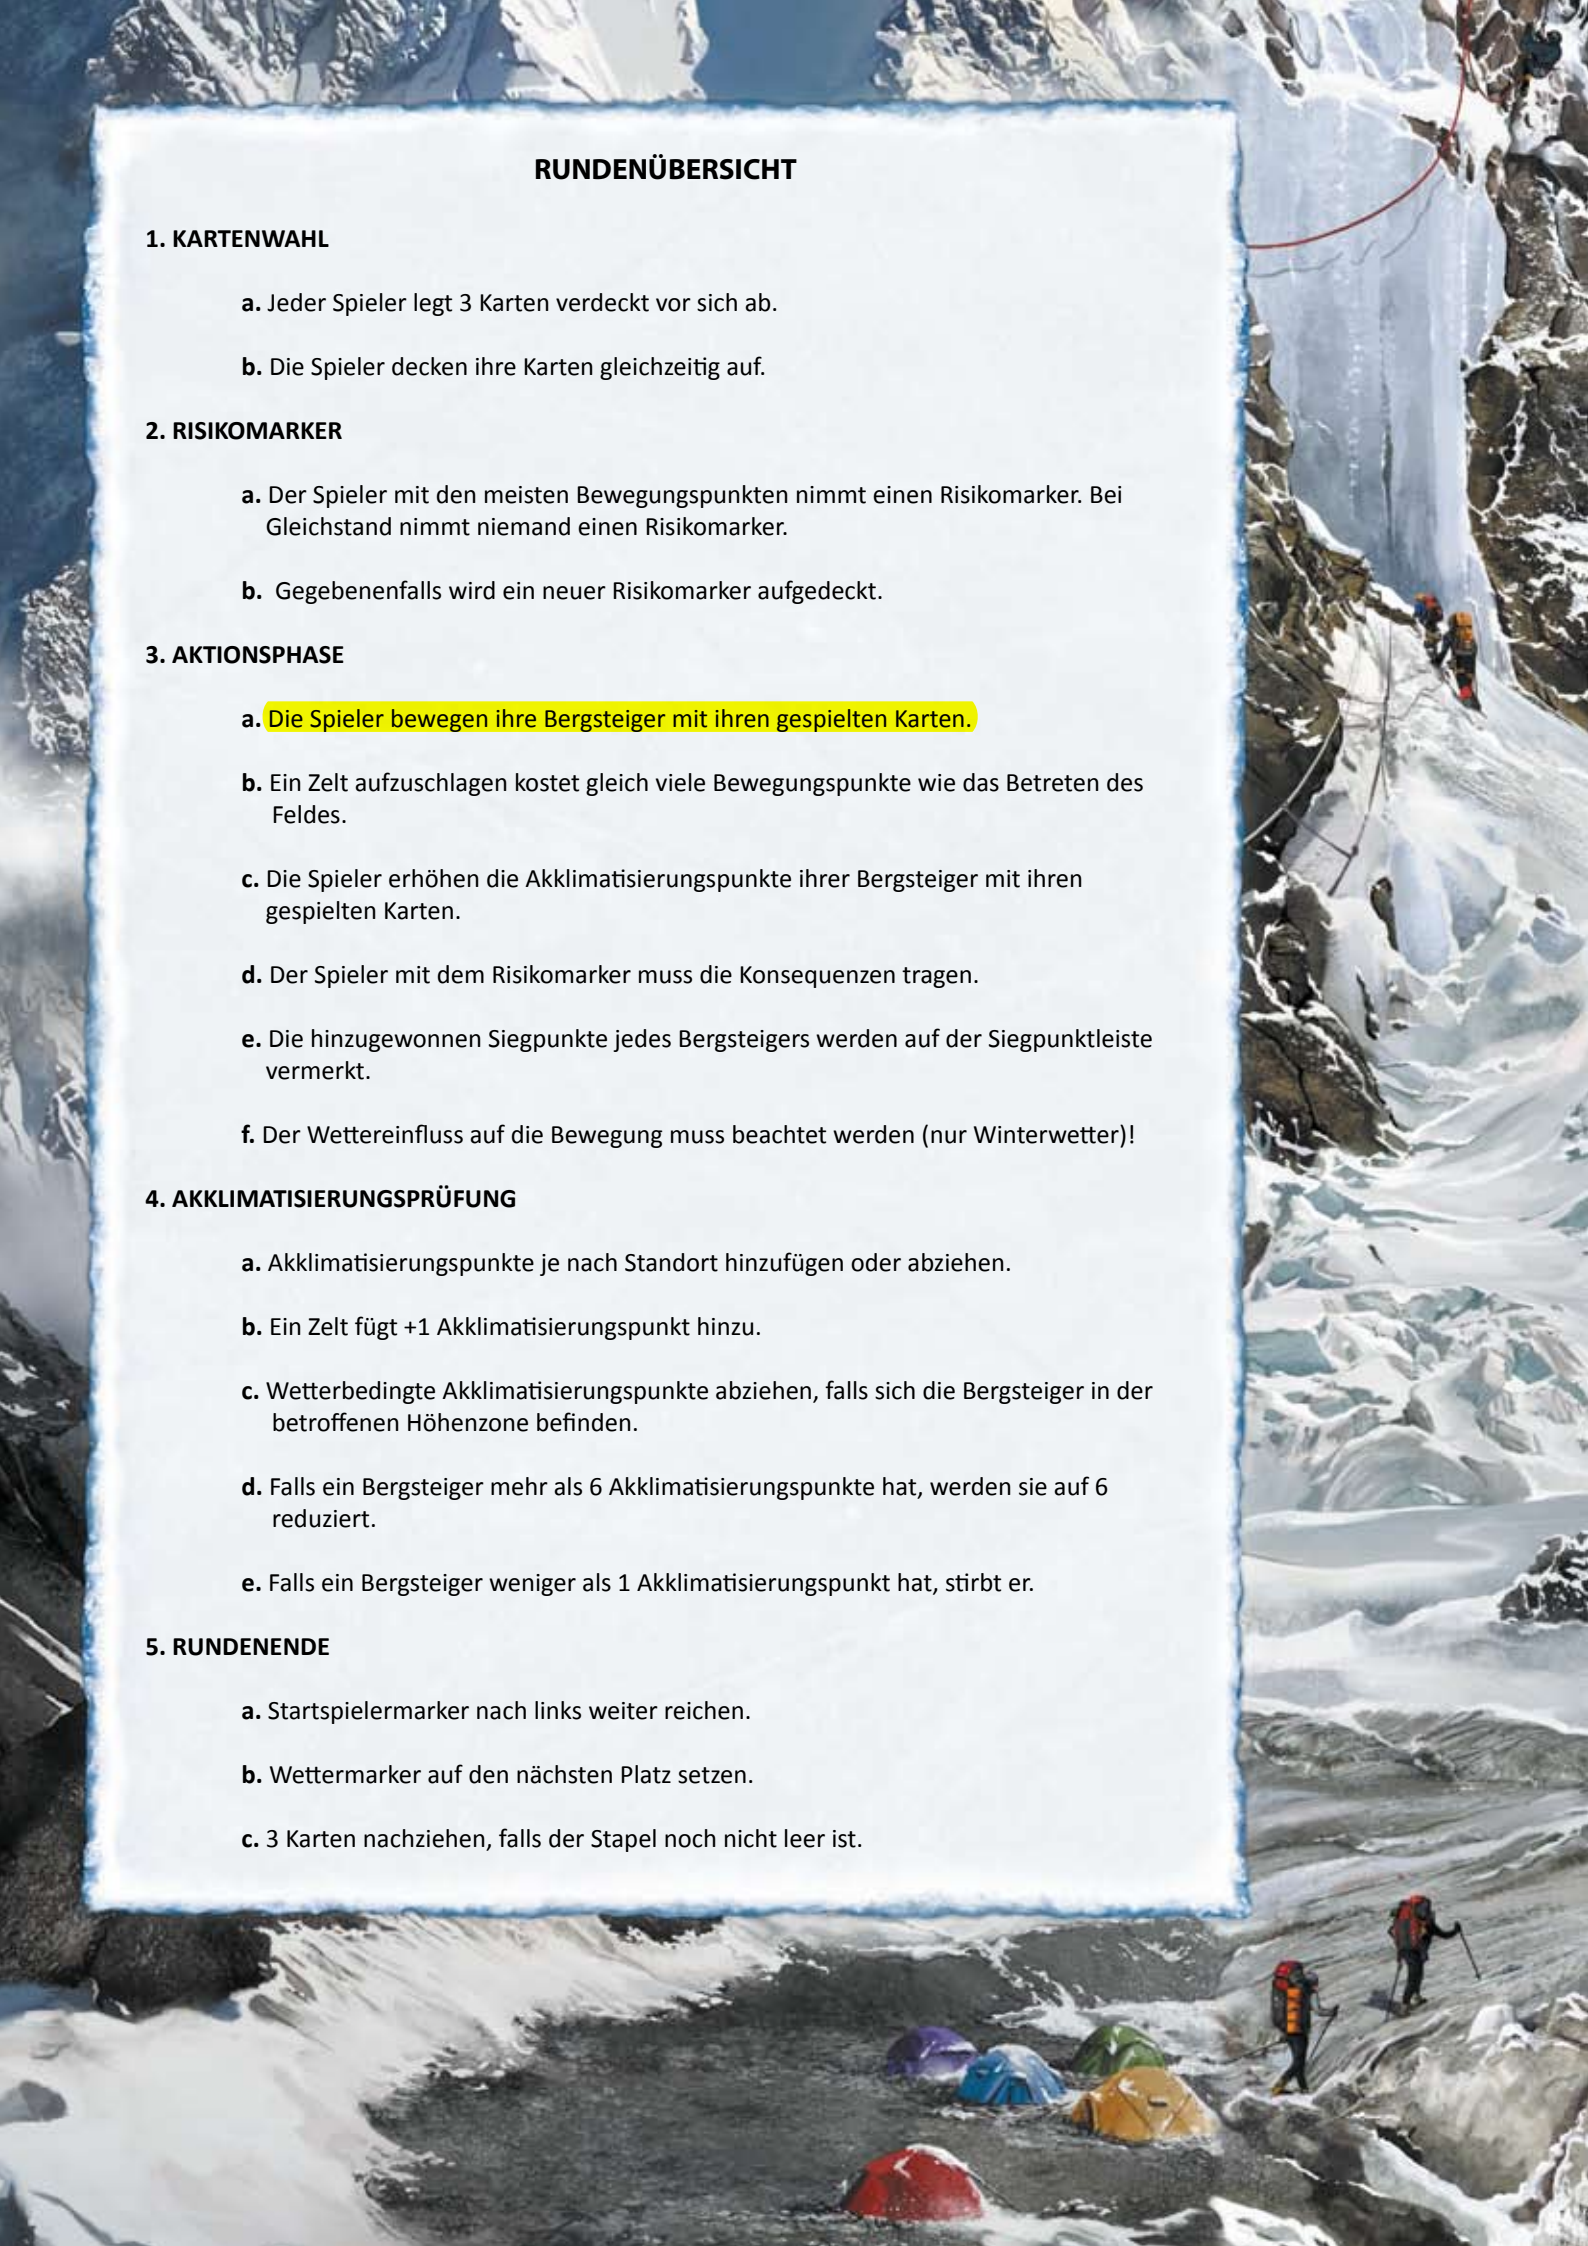 RUNDENÜBERSICHT
1. KARTENWAHL
a. Jeder Spieler legt 3 Karten verdeckt vor sich ab.
b. Die Spieler decken ihre Karten gleichzeitig auf.
2. RISIKOMARKER
a. Der Spieler mit den meisten Bewegungspunkten nimmt einen Risikomarker. Bei
Gleichstand nimmt niemand einen Risikomarker.
b. Gegebenenfalls wird ein neuer Risikomarker aufgedeckt.
3. AKTIONSPHASE
a. Die Spieler bewegen ihre Bergsteiger mit ihren gespielten Karten.
b. Ein Zelt aufzuschlagen kostet gleich viele Bewegungspunkte wie das Betreten des
Feldes.
c. Die Spieler erhöhen die Akklimatisierungspunkte ihrer Bergsteiger mit ihren
gespielten Karten.
d. Der Spieler mit dem Risikomarker muss die Konsequenzen tragen.
e. Die hinzugewonnen Siegpunkte jedes Bergsteigers werden auf der Siegpunktleiste
vermerkt.
f. Der Wettereinfluss auf die Bewegung muss beachtet werden (nur Winterwetter)!
4. AKKLIMATISIERUNGSPRÜFUNG
a. Akklimatisierungspunkte je nach Standort hinzufügen oder abziehen.
b. Ein Zelt fügt +1 Akklimatisierungspunkt hinzu.
c. Wetterbedingte Akklimatisierungspunkte abziehen, falls sich die Bergsteiger in der
betroffenen Höhenzone befinden.
d. Falls ein Bergsteiger mehr als 6 Akklimatisierungspunkte hat, werden sie auf 6
reduziert.
e. Falls ein Bergsteiger weniger als 1 Akklimatisierungspunkt hat, stirbt er.
5. RUNDENENDE
a. Startspielermarker nach links weiter reichen.
b. Wettermarker auf den nächsten Platz setzen.
c. 3 Karten nachziehen, falls der Stapel noch nicht leer ist.